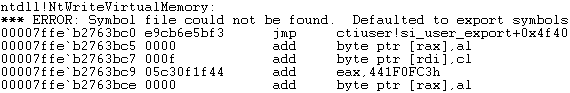 ntdll!NtWriteVirtualMemory:
*** ERROR: Symbol file could not be found.  Defaulted to export symbols
00007ffe`b2763bc0 e9cb6e5bf3      jmp     ctiuser!si_user_export+0x4f40
00007ffe`b2763bc5 0000            add     byte ptr [rax],al
00007ffe`b2763bc7 000f            add     byte ptr [rdi],cl
00007ffe`b2763bc9 05c30f1f44      add     eax,441F0FC3h
00007ffe`b2763bce 0000            add     byte ptr [rax],al